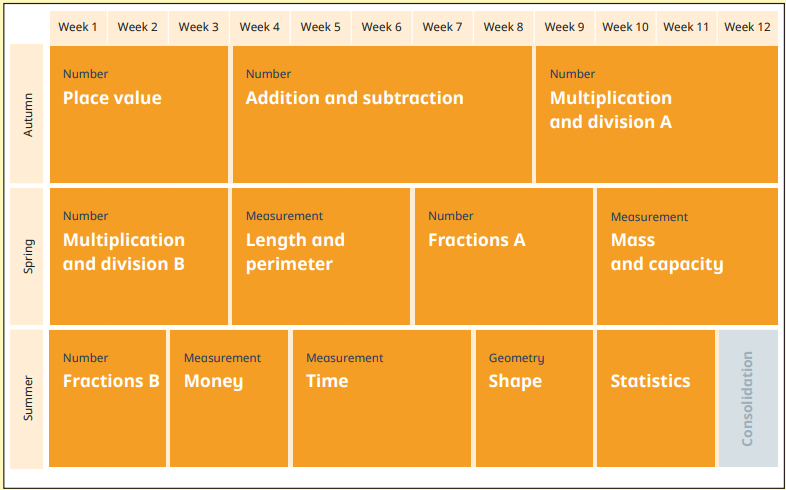 Week 1 Week 2 Week 3 Week 4 Week 5 Week 6 Week 7 Week 8 Week 9 Week 10 Week 11 Week 12
Autumn
Number
Place value
Number
Addition and subtraction
Number
Multiplication
and division A
Spring
Number
Multiplication
and division B
Measurement
Length and
perimeter
Number
Fractions A
Measurement
Mass
and capacity
Summer
Number
Fractions B
Measurement
Money
Measurement
Time
Geometry
Shape
Statistics
Consolidation